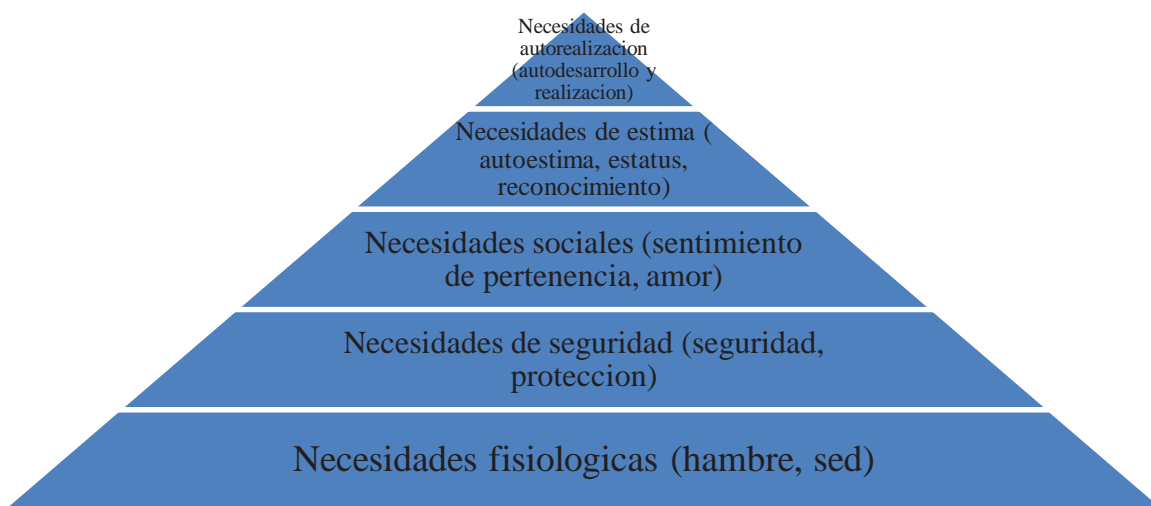 Necesidades de
autorealizacion
(autodesarrollo y
realizacion)
Necesidades de estima (
autoestima, estatus,
reconocimiento)
Necesidades sociales (sentimiento
de pertenencia, amor)
Necesidades de seguridad (seguridad,
proteccion)
Necesidades fisiologicas (hambre, sed)